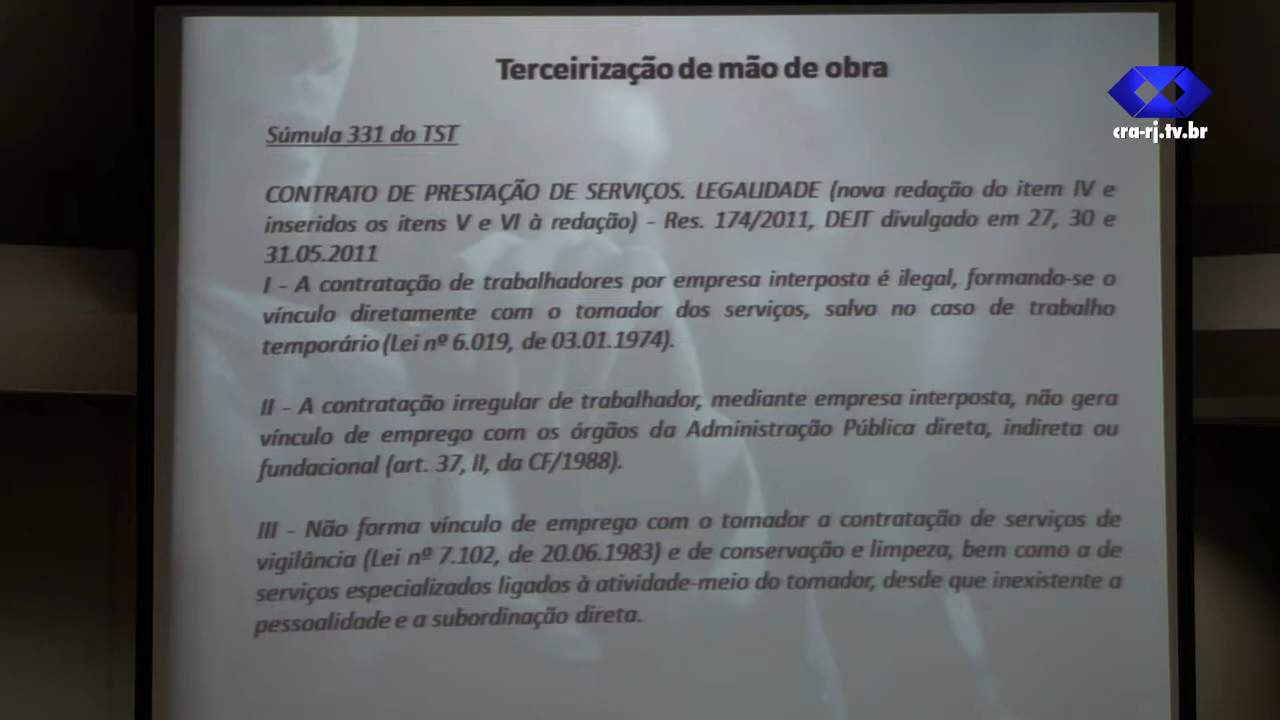 Terceirização de mão de obra
cra-rj.tv.br
Súmula 331 do TST
CONTRATO DE PRESTAÇÃO DE SERVIÇOS. LEGALIDADE (nova redação do item IV e
inseridos os itens V e VI à redação) - Res. 174/2011, DEJT divulgado em 27, 30 e
31.05.2011
I - A contratação de trabalhadores por empresa interposta é ilegal, formando-se o
vínculo diretamente com o tomador dos serviços, salvo no caso de trabalho
temporário (Lei nº 6.019, de 03.01.1974).
II - A contratação irregular de trabalhador, mediante empresa interposta, não gera
vínculo de emprego com os órgãos da Administração Pública direta, indireta ou
fundacional (art. 37, II, da CF/1988).
III - Não forma vínculo de emprego com o tomador a contratação de serviços de
vigilância (Lei nº 7.102, de 20.06.1983) e de conservação e limpeza, bem como a de
serviços especializados ligados à atividade-meio do tomador, desde que inexistente a
pessoalidade e a subordinação direta.